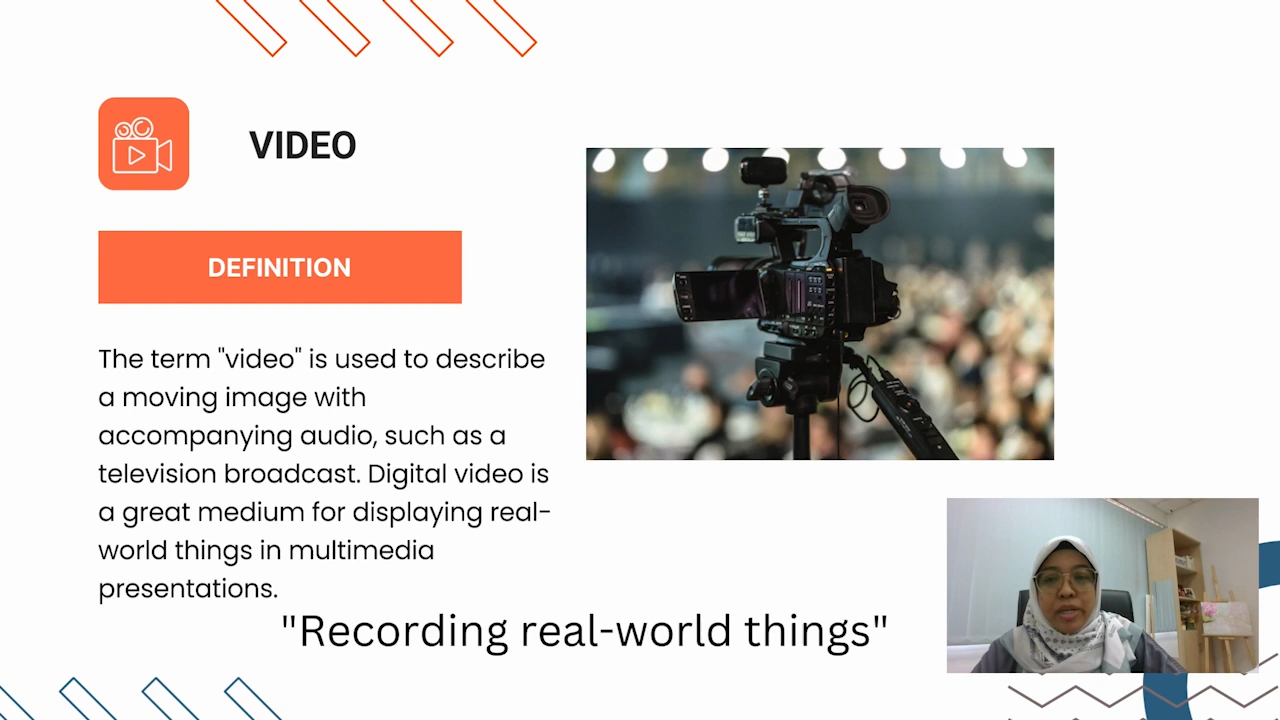 VIDEO
DEFINITION
The term "video" is used to describe
a moving image with
accompanying audio, such as a
television broadcast. Digital video is
a great medium for displaying real-
world things in multimedia
presentations.
"Recording real-world things"